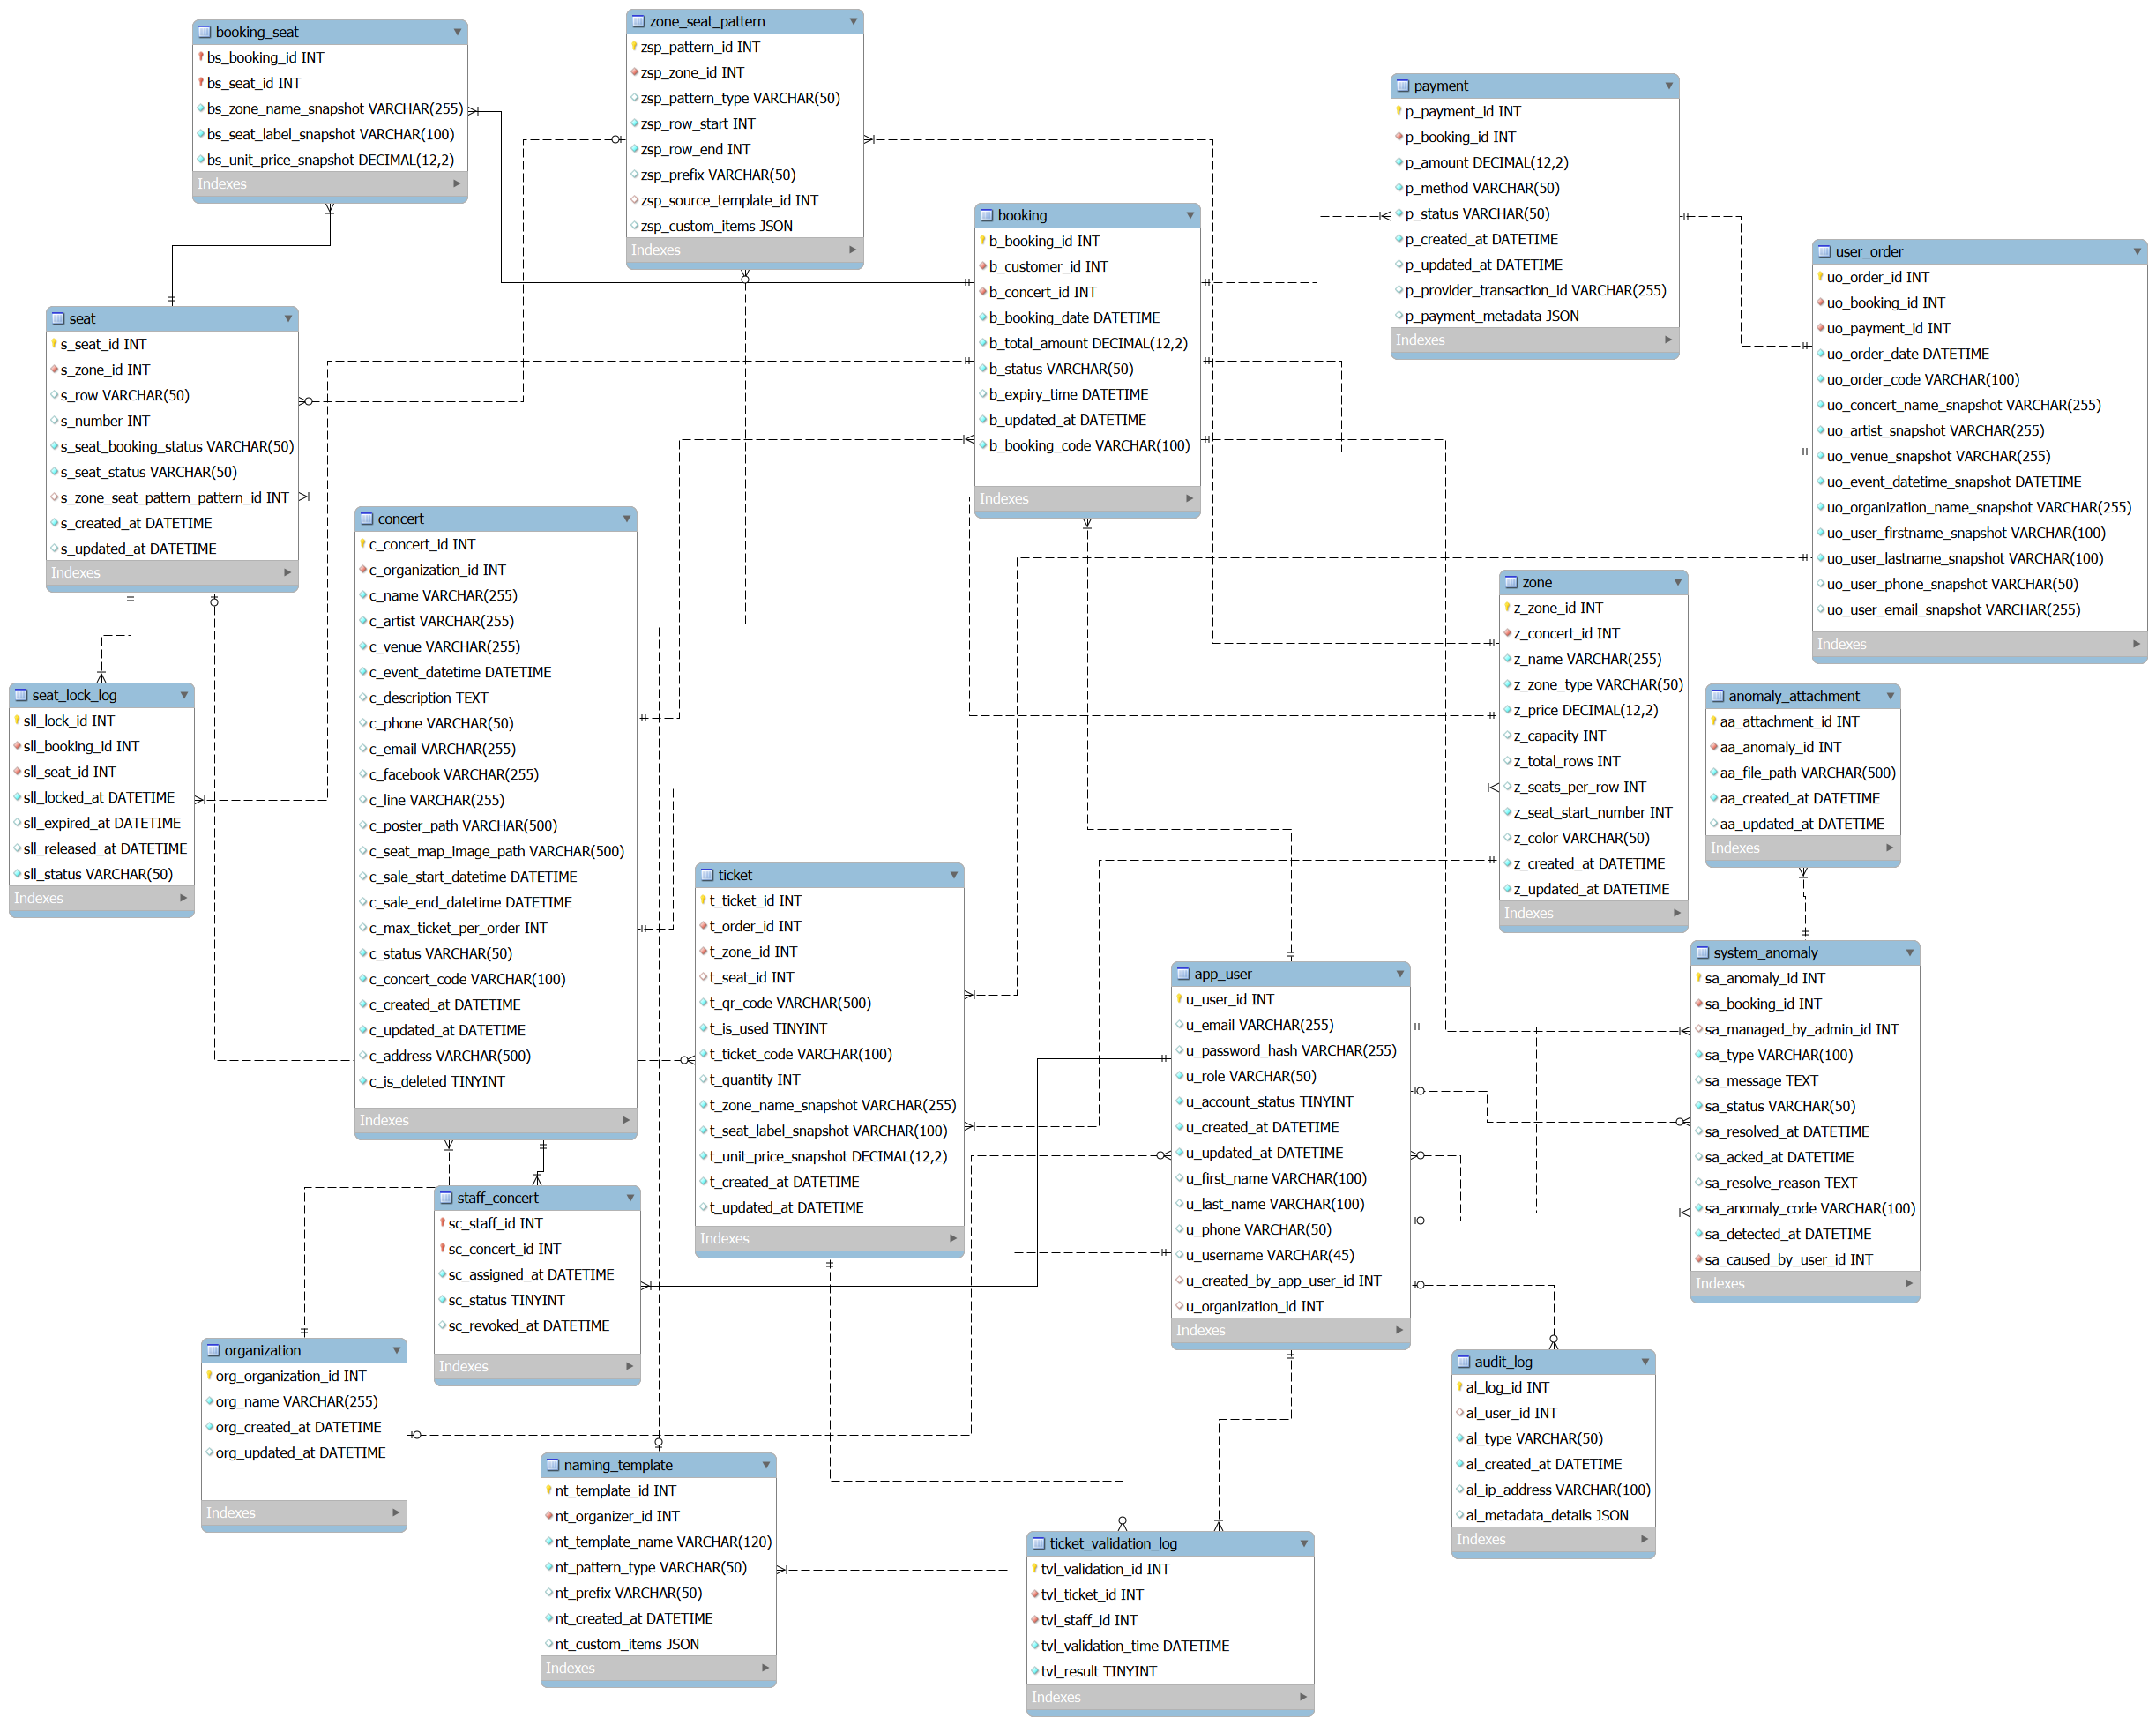 booking_seat
bs_booking_id INT
bs_seat_id INT
bs_zone_name_snapshot VARCHAR(255)
bs_seat_label_snapshot VARCHAR(100)
bs_unit_price_snapshot DECIMAL(12,2)
Indexes
zone_seat_pattern
zsp_pattern_id INT
zsp_zone_id INT
zsp_pattern_type VARCHAR(50)
zsp_row_start INT
zsp_row_end INT
zsp_prefix VARCHAR(50)
zsp_source_template_id INT
zsp_custom_items JSON
Indexes
payment
p_payment_id INT
p_booking_id INT
p_amount DECIMAL(12,2)
p_method VARCHAR(50)
p_status VARCHAR(50)
p_created_at DATETIME
p_updated_at DATETIME
p_provider_transaction_id VARCHAR(255)
p_payment_metadata JSON
Indexes
booking
b_booking_id INT
b_customer_id INT
b_concert_id INT
b_booking_date DATETIME
b_total_amount DECIMAL(12,2)
b_status VARCHAR(50)
b_expiry_time DATETIME
b_updated_at DATETIME
b_booking_code VARCHAR(100)
Indexes
user_order
uo_order_id INT
uo_booking_id INT
uo_payment_id INT
uo_order_date DATETIME
uo_order_code VARCHAR(100)
uo_concert_name_snapshot VARCHAR(255)
uo_artist_snapshot VARCHAR(255)
uo_venue_snapshot VARCHAR(255)
uo_event_datetime_snapshot DATETIME
uo_organization_name_snapshot VARCHAR(255)
uo_user_firstname_snapshot VARCHAR(100)
uo_user_lastname_snapshot VARCHAR(100)
uo_user_phone_snapshot VARCHAR(50)
uo_user_email_snapshot VARCHAR(255)
Indexes
seat
s_seat_id INT
s_zone_id INT
s_row VARCHAR(50)
s_number INT
s_seat_booking_status VARCHAR(50)
s_seat_status VARCHAR(50)
s_zone_seat_pattern_pattern_id INT
s_created_at DATETIME
s_updated_at DATETIME
Indexes
concert
c_concert_id INT
c_organization_id INT
c_name VARCHAR(255)
c_artist VARCHAR(255)
c_venue VARCHAR(255)
c_event_datetime DATETIME
c_description TEXT
c_phone VARCHAR(50)
c_email VARCHAR(255)
c_facebook VARCHAR(255)
c_line VARCHAR(255)
c_poster_path VARCHAR(500)
c_seat_map_image_path VARCHAR(500)
c_sale_start_datetime DATETIME
c_sale_end_datetime DATETIME
c_max_ticket_per_order INT
c_status VARCHAR(50)
c_concert_code VARCHAR(100)
c_created_at DATETIME
c_updated_at DATETIME
c_address VARCHAR(500)
c_is_deleted TINYINT
Indexes
zone
z_zone_id INT
z_concert_id INT
z_name VARCHAR(255)
z_zone_type VARCHAR(50)
z_price DECIMAL(12,2)
z_capacity INT
z_total_rows INT
z_seats_per_row INT
z_seat_start_number INT
z_color VARCHAR(50)
z_created_at DATETIME
z_updated_at DATETIME
Indexes
seat_lock_log
sll_lock_id INT
sll_booking_id INT
sll_seat_id INT
sll_locked_at DATETIME
sll_expired_at DATETIME
sll_released_at DATETIME
sll_status VARCHAR(50)
Indexes
anomaly_attachment
aa_attachment_id INT
aa_anomaly_id INT
aa_file_path VARCHAR(500)
aa_created_at DATETIME
aa_updated_at DATETIME
Indexes
ticket
t_ticket_id INT
t_order_id INT
t_zone_id INT
t_seat_id INT
t_qr_code VARCHAR(500)
t_is_used TINYINT
t_ticket_code VARCHAR(100)
t_quantity INT
t_zone_name_snapshot VARCHAR(255)
t_seat_label_snapshot VARCHAR(100)
t_unit_price_snapshot DECIMAL(12,2)
t_created_at DATETIME
t_updated_at DATETIME
Indexes
app_user
u_user_id INT
u_email VARCHAR(255)
u_password_hash VARCHAR(255)
u_role VARCHAR(50)
u_account_status TINYINT
u_created_at DATETIME
u_updated_at DATETIME
u_first_name VARCHAR(100)
u_last_name VARCHAR(100)
u_phone VARCHAR(50)
u_username VARCHAR(45)
u_created_by_app_user_id INT
u_organization_id INT
Indexes
system_anomaly
sa_anomaly_id INT
sa_booking_id INT
sa_managed_by_admin_id INT
sa_type VARCHAR(100)
sa_message TEXT
sa_status VARCHAR(50)
sa_resolved_at DATETIME
sa_acked_at DATETIME
sa_resolve_reason TEXT
sa_anomaly_code VARCHAR(100)
sa_detected_at DATETIME
sa_caused_by_user_id INT
Indexes
staff_concert
sc_staff_id INT
sc_concert_id INT
sc_assigned_at DATETIME
sc_status TINYINT
sc_revoked_at DATETIME
Indexes
organization
org_organization_id INT
org_name VARCHAR(255)
org_created_at DATETIME
org_updated_at DATETIME
Indexes
audit_log
al_log_id INT
al_user_id INT
al_type VARCHAR(50)
al_created_at DATETIME
al_ip_address VARCHAR(100)
al_metadata_details JSON
Indexes
naming_template
nt_template_id INT
nt_organizer_id INT
nt_template_name VARCHAR(120)
nt_pattern_type VARCHAR(50)
nt_prefix VARCHAR(50)
nt_created_at DATETIME
nt_custom_items JSON
Indexes
ticket_validation_log
tvl_validation_id INT
tvl_ticket_id INT
tvl_staff_id INT
tvl_validation_time DATETIME
tvl_result TINYINT
Indexes